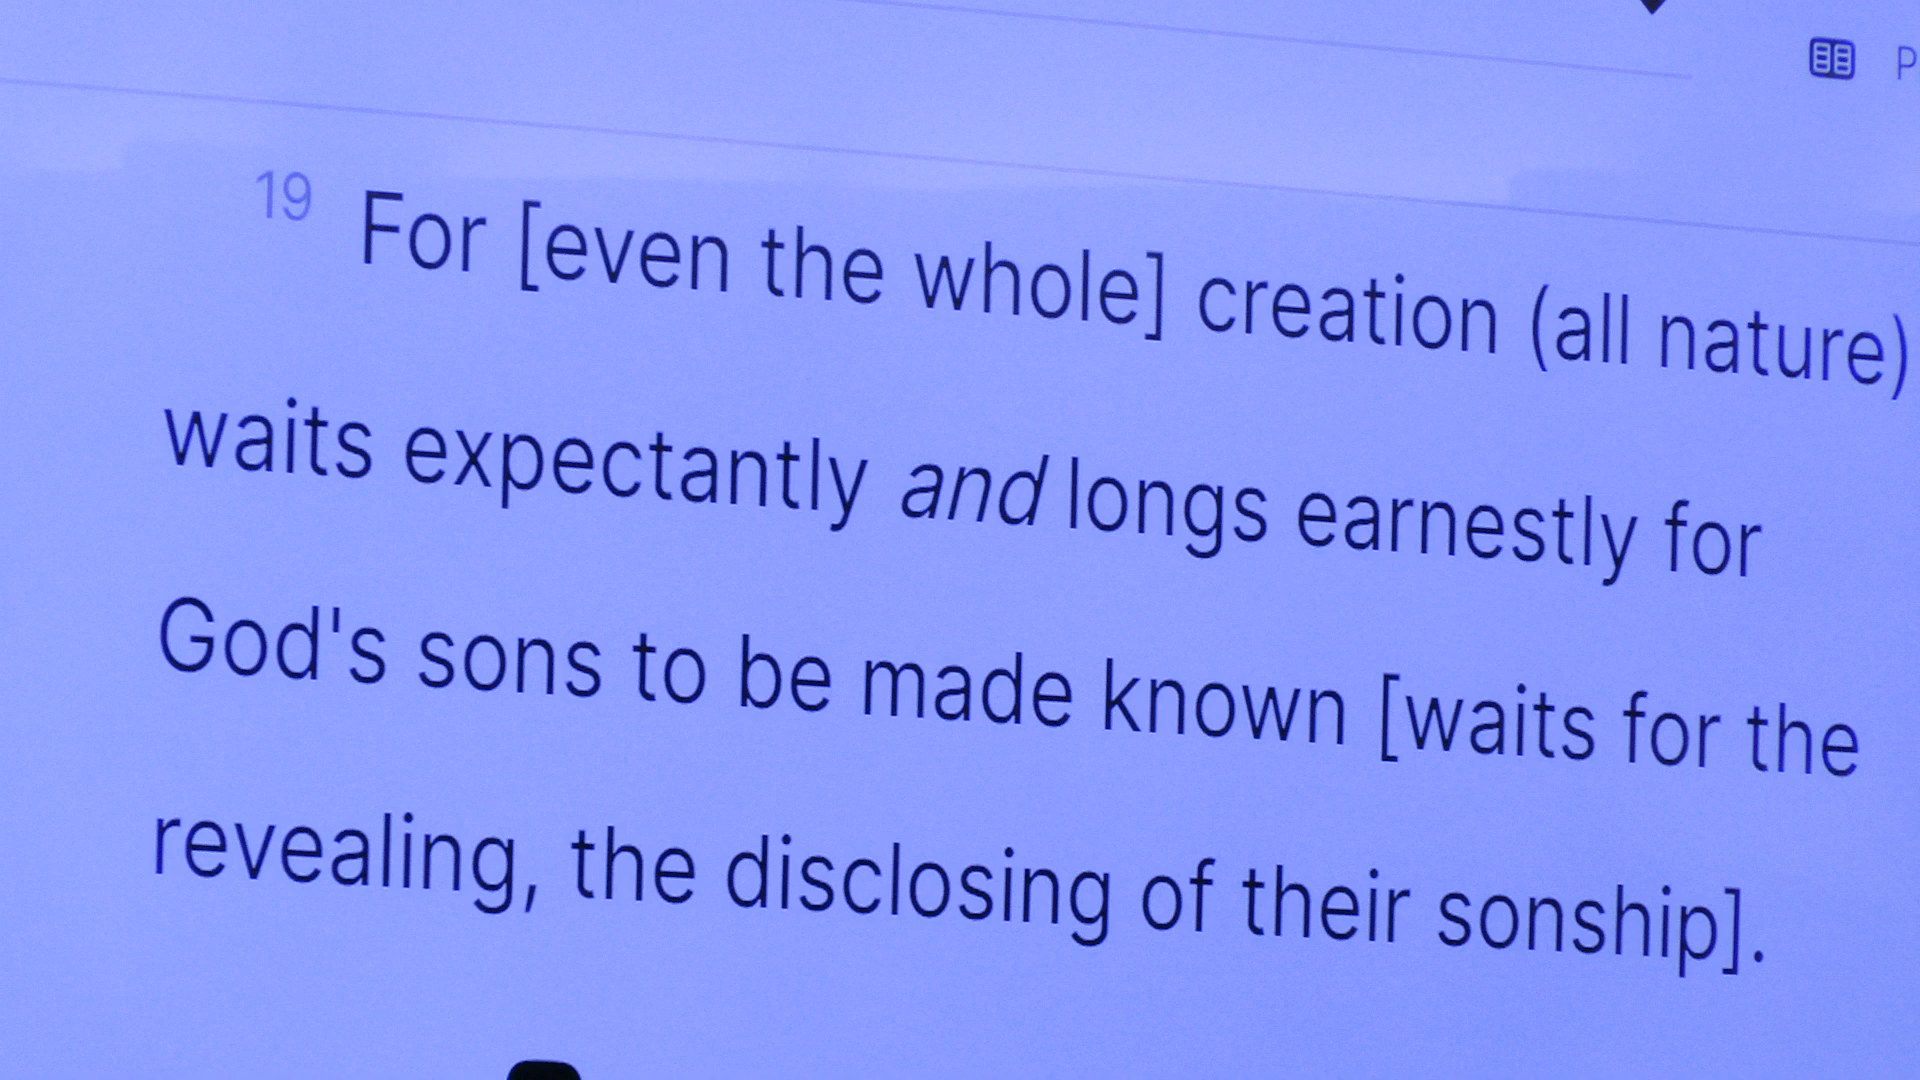 P
19 For [even the whole] creation (all nature)
waits expectantly and longs earnestly for
God's sons to be made known [waits for the
revealing, the disclosing of their sonship].